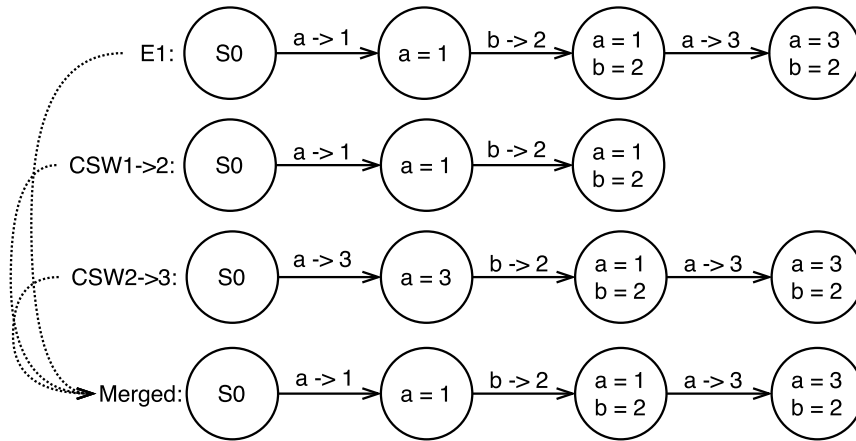 E1: S0 a -> 1 a = 1 b -> 2 a = 1 b = 2 a -> 3 a = 3 b = 2
CSW1->2: S0 a -> 1 a = 1 b -> 2 a = 1 b = 2
CSW2->3: S0 a -> 3 a = 3 b -> 2 a = 1 b = 2 a -> 3 a = 3 b = 2
Merged: S0 a -> 1 a = 1 b -> 2 a = 1 b = 2 a -> 3 a = 3 b = 2